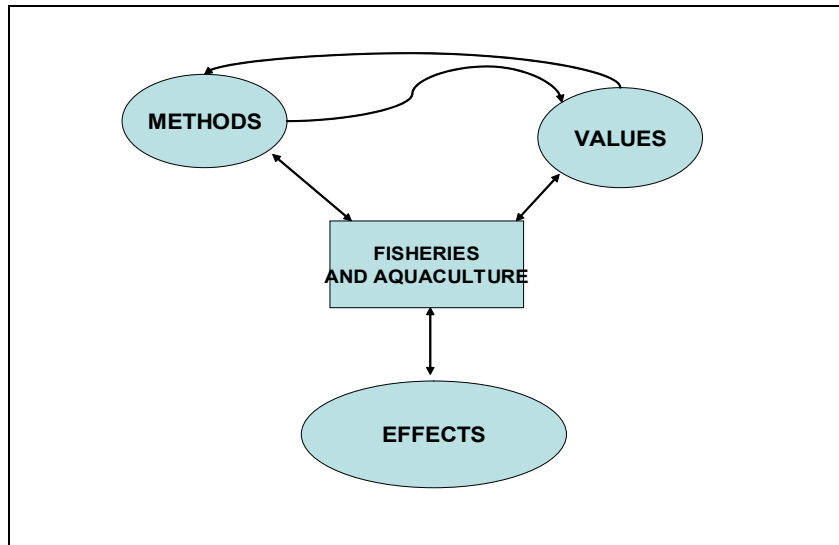 METHODS
VALUES
FISHERIES
AND AQUACULTURE
EFFECTS